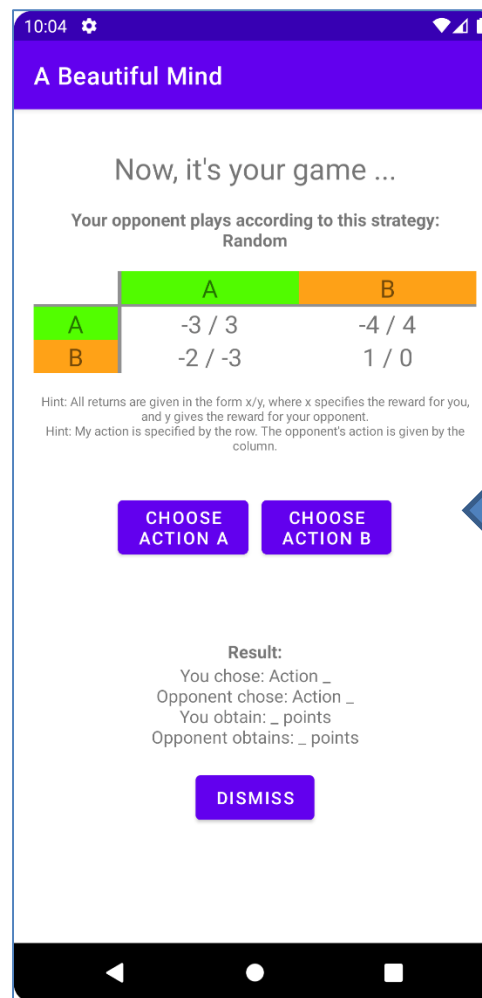 10:04
A Beautiful Mind
Now, it's your game ...
Your opponent plays according to this strategy:
Random
A B
A -3 / 3 -4 / 4
B -2 / -3 1 / 0
Hint: All returns are given in the form x/y, where x specifies the reward for you,
and y gives the reward for your opponent.
Hint: My action is specified by the row. The opponent's action is given by the
column.
CHOOSE ACTION A CHOOSE ACTION B
Result:
You chose: Action _
Opponent chose: Action _
You obtain: _ points
Opponent obtains: _ points
DISMISS